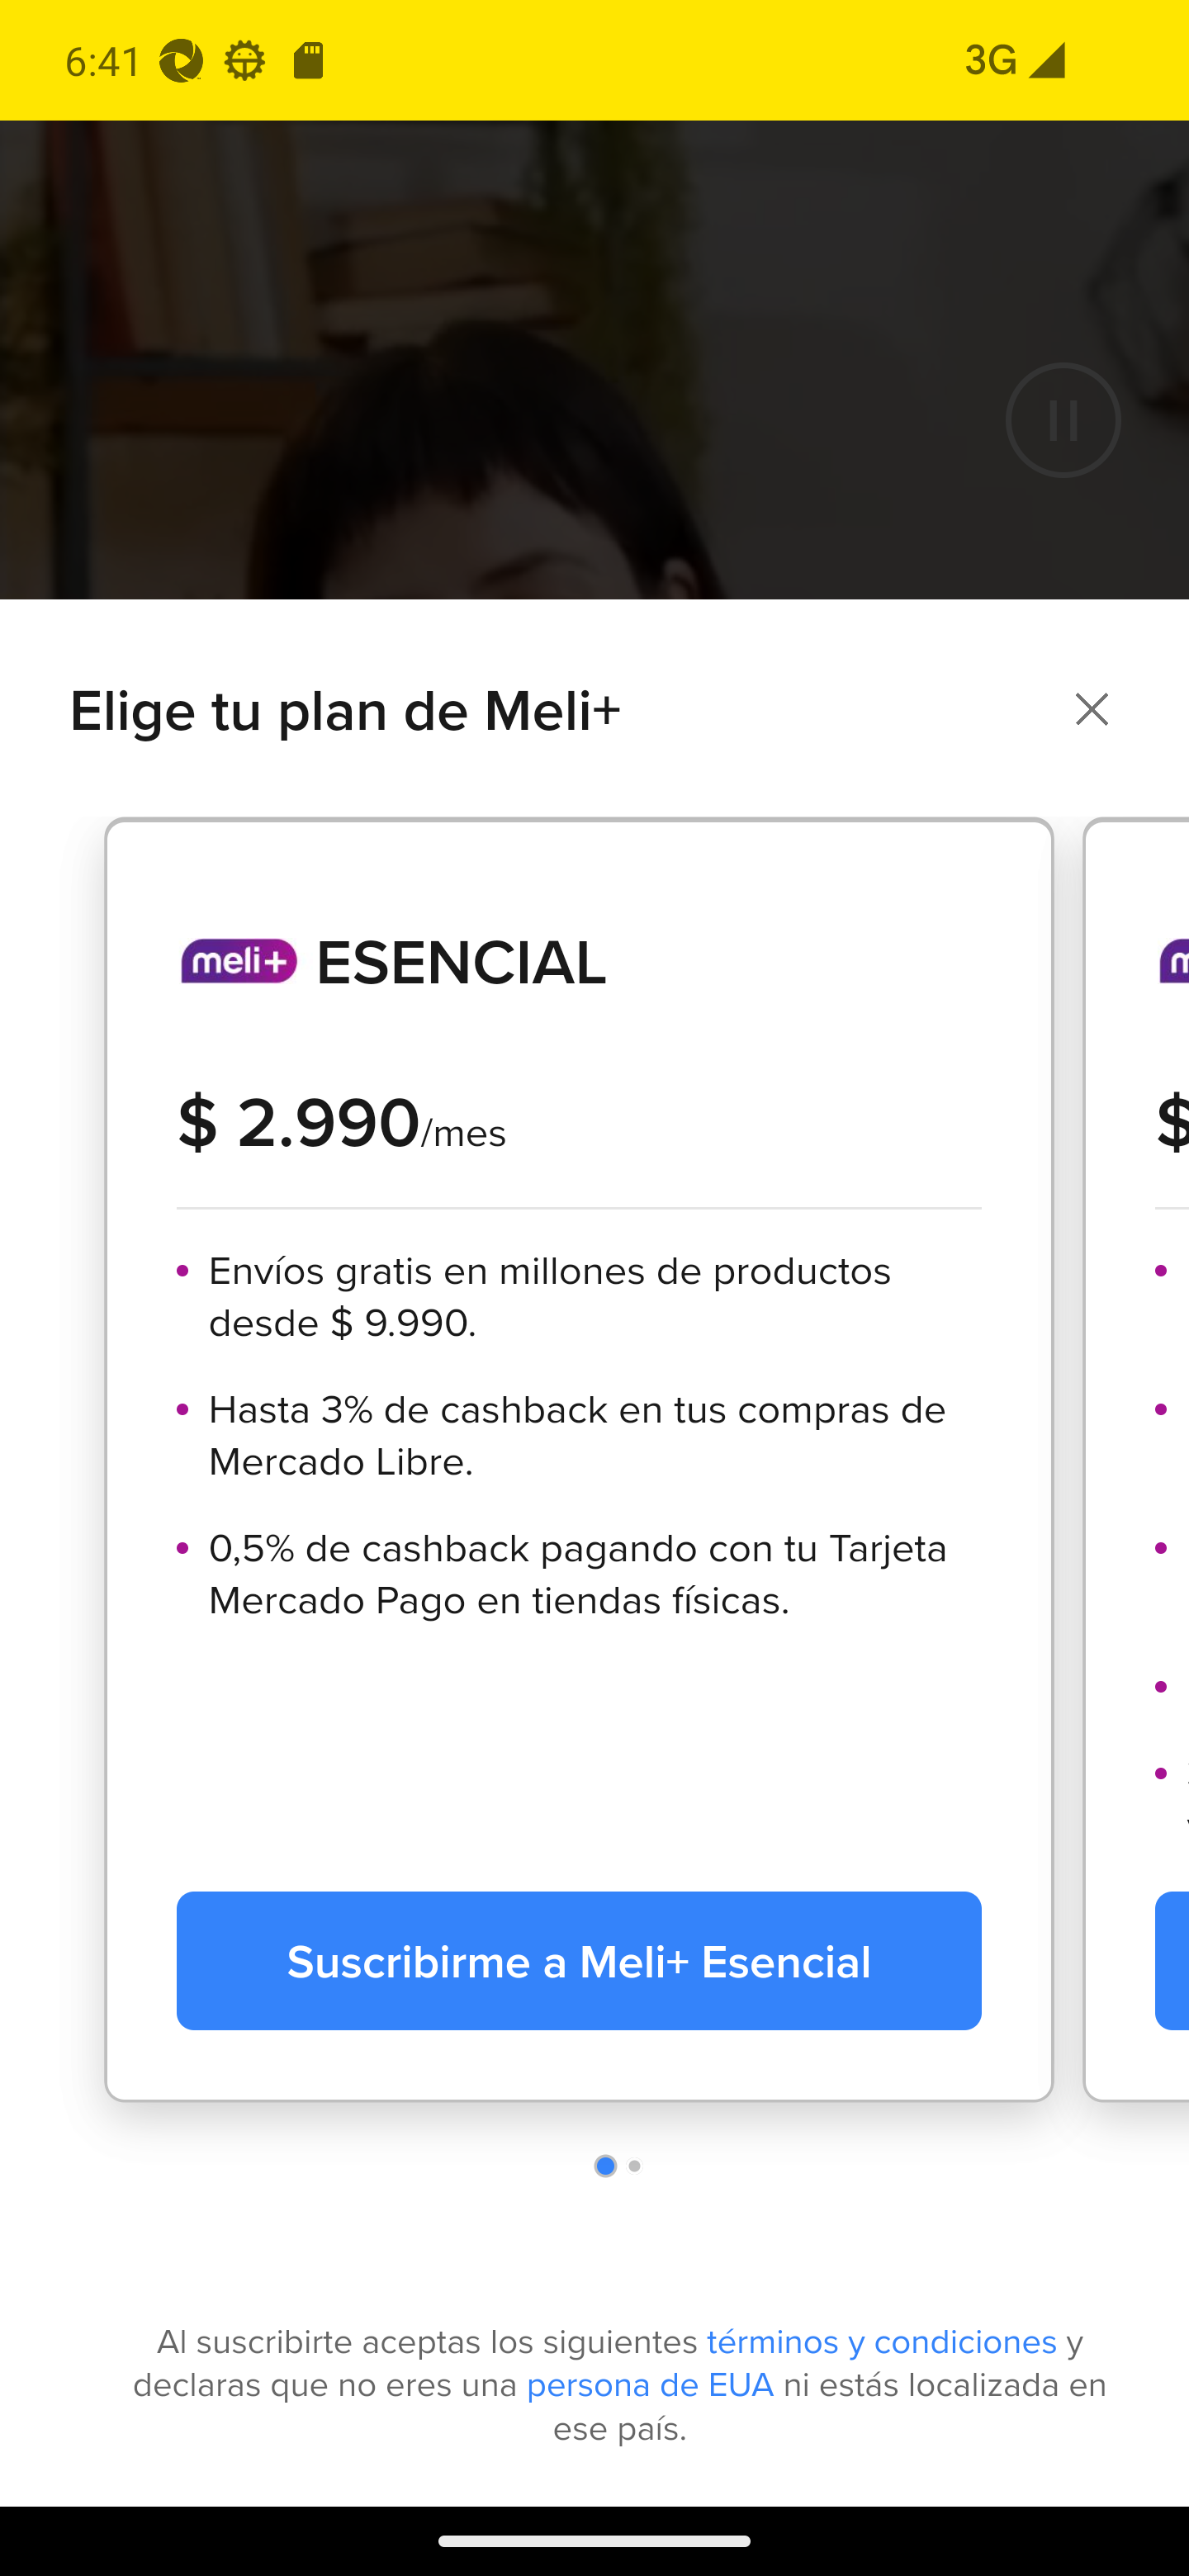 6:41
3G
Elige tu plan de Meli+
meli+ ESENCIAL
$ 2.990/mes
$
• Envíos gratis en millones de productos
desde $ 9.990.
• Hasta 3% de cashback en tus compras de
Mercado Libre.
• 0,5% de cashback pagando con tu Tarjeta
Mercado Pago en tiendas físicas.
Suscribirme a Meli+ Esencial
Al suscribirte aceptas los siguientes términos y condiciones y
declaras que no eres una persona de EUA ni estás localizada en
ese país.